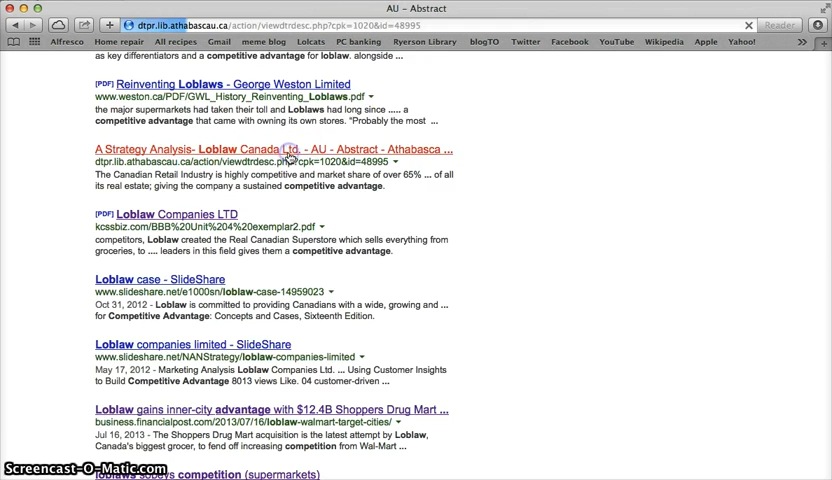 AU - Abstract
dtpr.lib.athabascau.ca/action/viewdtrdesc.php?cpk=1020&id=48995
Reader
Alfresco Home repair All recipes Gmail meme blog Lolcats PC banking Ryerson Library blogTO Twitter Facebook YouTube Wikipedia Apple Yahoo!
as key differentiators and a competitive advantage for loblaw. alongside ...
[PDF] Reinventing Loblaws - George Weston Limited
www.weston.ca/PDF/GWL_History_Reinventing_Loblaws.pdf
the major supermarkets had taken their toll and Loblaws had long since ..... a
competitive advantage that came with owning its own stores. "Probably the most ...
A Strategy Analysis- Loblaw Canada Ltd. - AU - Abstract - Athabasca ...
dtpr.lib.athabascau.ca/action/viewdtrdesc.php?cpk=1020&id=48995
The Canadian Retail Industry is highly competitive and market share of over 65% ... of all
its real estate; giving the company a sustained competitive advantage.
[PDF] Loblaw Companies LTD
kcssbiz.com/BBB%20Unit%204%20exemplar2.pdf
competitors, Loblaw created the Real Canadian Superstore which sells everything from
groceries, to .... leaders in this field gives them a competitive advantage.
Loblaw case - SlideShare
www.slideshare.net/e1000sn/loblaw-case-14959023
Oct 31, 2012 - Loblaw is committed to providing Canadians with a wide, growing and ...
for Competitive Advantage: Concepts and Cases, Sixteenth Edition.
Loblaw companies limited - SlideShare
www.slideshare.net/NANStrategy/loblaw-companies-limited
May 17, 2012 - Marketing Analysis Loblaw Companies Ltd. ... Using Customer Insights
to Build Competitive Advantage 8013 views Like. 04 customer-driven ...
Loblaw gains inner-city advantage with $12.4B Shoppers Drug Mart ...
business.financialpost.com/2013/07/16/loblaw-walmart-target-cities/
Jul 16, 2013 - The Shoppers Drug Mart acquisition is the latest attempt by Loblaw,
Canada's biggest grocer, to fend off increasing competition from Wal-Mart ...
loblaws sobeys competition (supermarkets)
Screencast-O-Matic.com